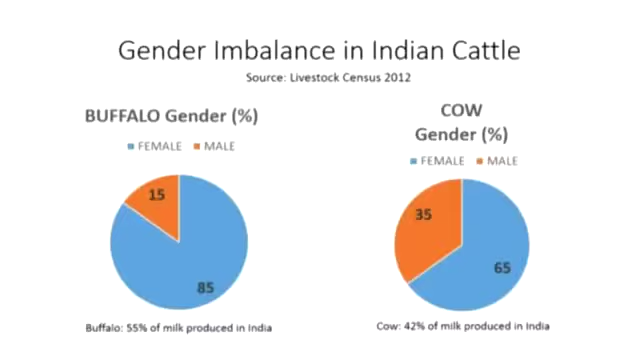 Gender Imbalance in Indian Cattle
Source: Livestock Census 2012
BUFFALO Gender (%)
FEMALE MALE
15
85
Buffalo: 55% of milk produced in India
COW
Gender (%)
FEMALE MALE
35
65
Cow: 42% of milk produced in India